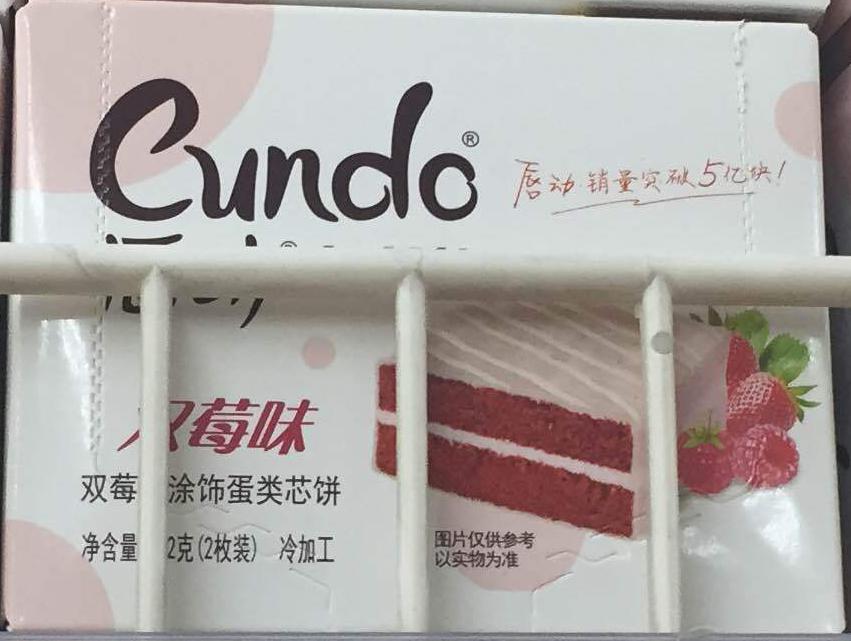 Cundo®
唇动·销量突破5亿块!
®
莓味
双莓 涂饰蛋类芯饼
净含量 2克(2枚装) 冷加工
图片仅供参考
以实物为准